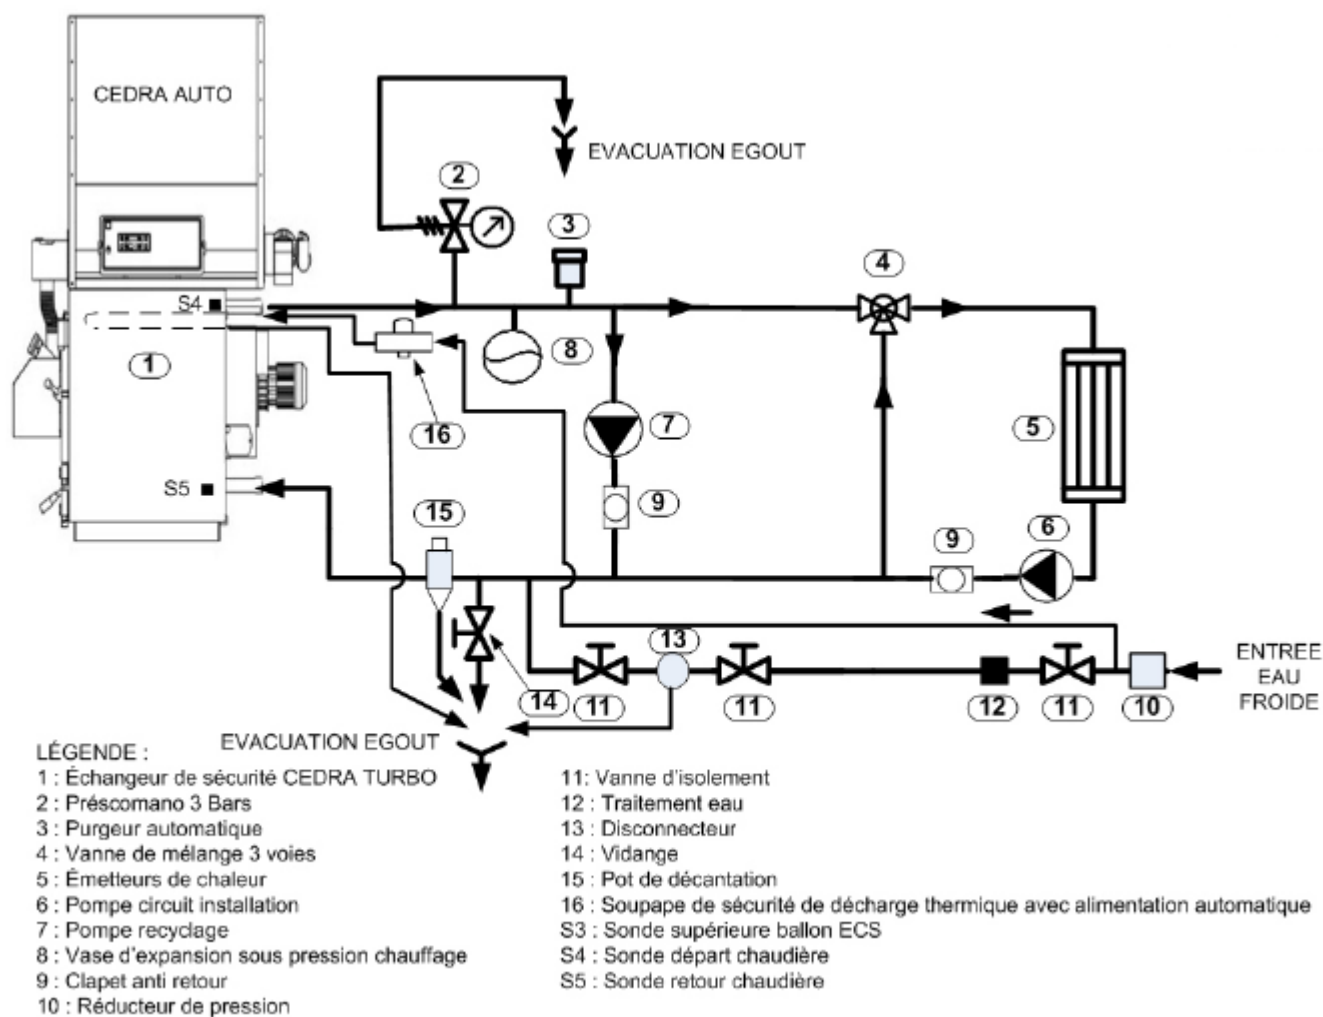 CEDRA AUTO
EVACUATION EGOUT
2
3
4
S4
1
8
16
7
5
S5
9
15
6
9
13
ENTREE
EAU
FROIDE
14
11
11
12
11
10
EVACUATION EGOUT
LÉGENDE :
1 : Échangeur de sécurité CEDRA TURBO
2 : Préscomano 3 Bars
3 : Purgeur automatique
4 : Vanne de mélange 3 voies
5 : Émetteurs de chaleur
6 : Pompe circuit installation
7 : Pompe recyclage
8 : Vase d'expansion sous pression chauffage
9 : Clapet anti retour
10 : Réducteur de pression
11: Vanne d'isolement
12 : Traitement eau
13 : Disconnecteur
14 : Vidange
15 : Pot de décantation
16 : Soupape de sécurité de décharge thermique avec alimentation automatique
S3 : Sonde supérieure ballon ECS
S4 : Sonde départ chaudière
S5 : Sonde retour chaudière